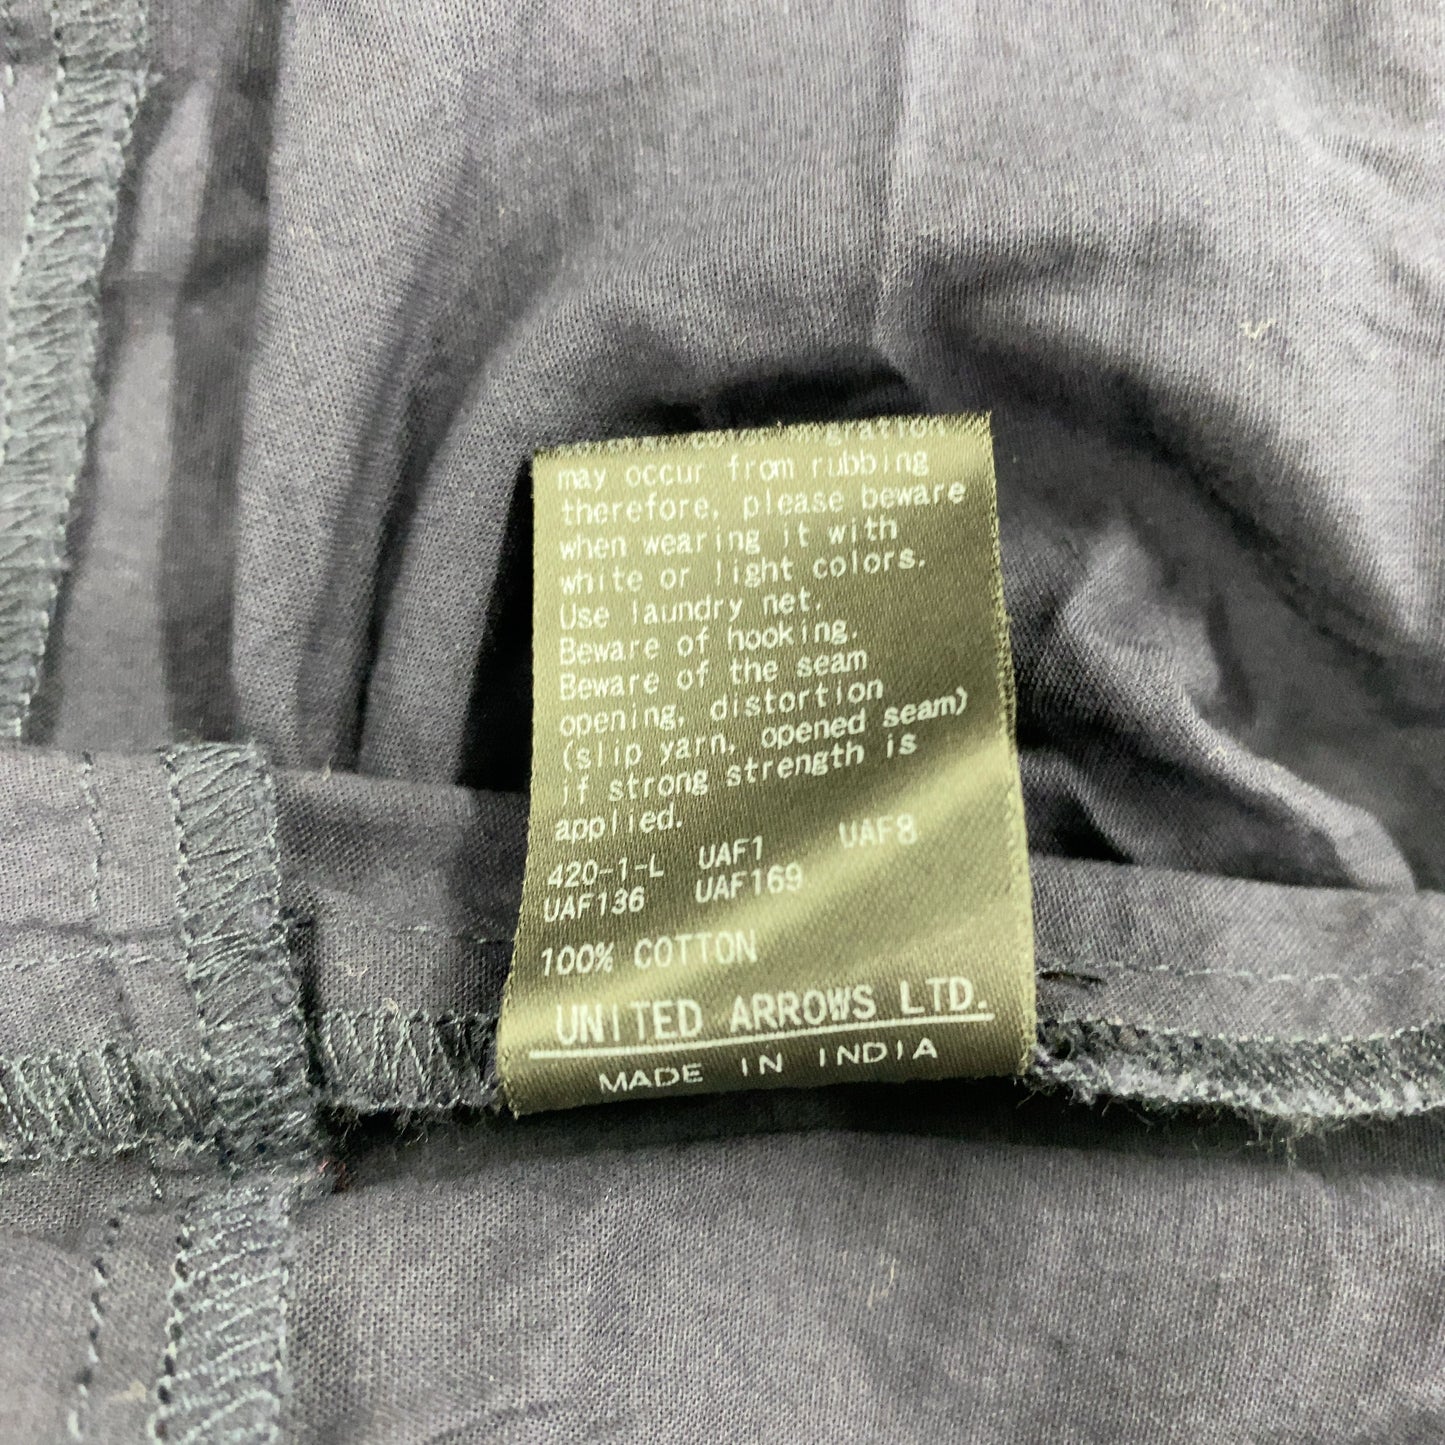 color migration
may occur from rubbing
therefore, please beware
when wearing it with
white or light colors.
Use laundry net.
Beware of hooking.
Beware of the seam
opening, distortion
(slip yarn, opened seam)
if strong strength is
applied.
420-1-L UAF1 UAF8
UAF136 UAF169
100% COTTON
UNITED ARROWS LTD.
MADE IN INDIA